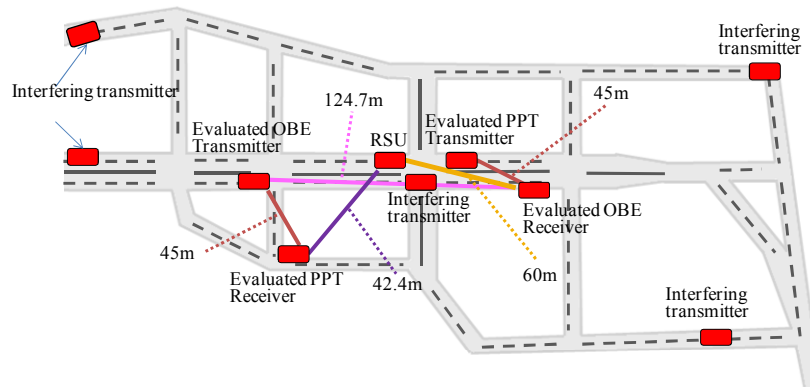 Interfering
transmitter
Interfering transmitter
124.7m
45m
Evaluated OBE
Transmitter
RSU
Evaluated PPT
Transmitter
Interfering
transmitter
Evaluated OBE
Receiver
45m
Evaluated PPT
Receiver
42.4m
60m
Interfering
transmitter